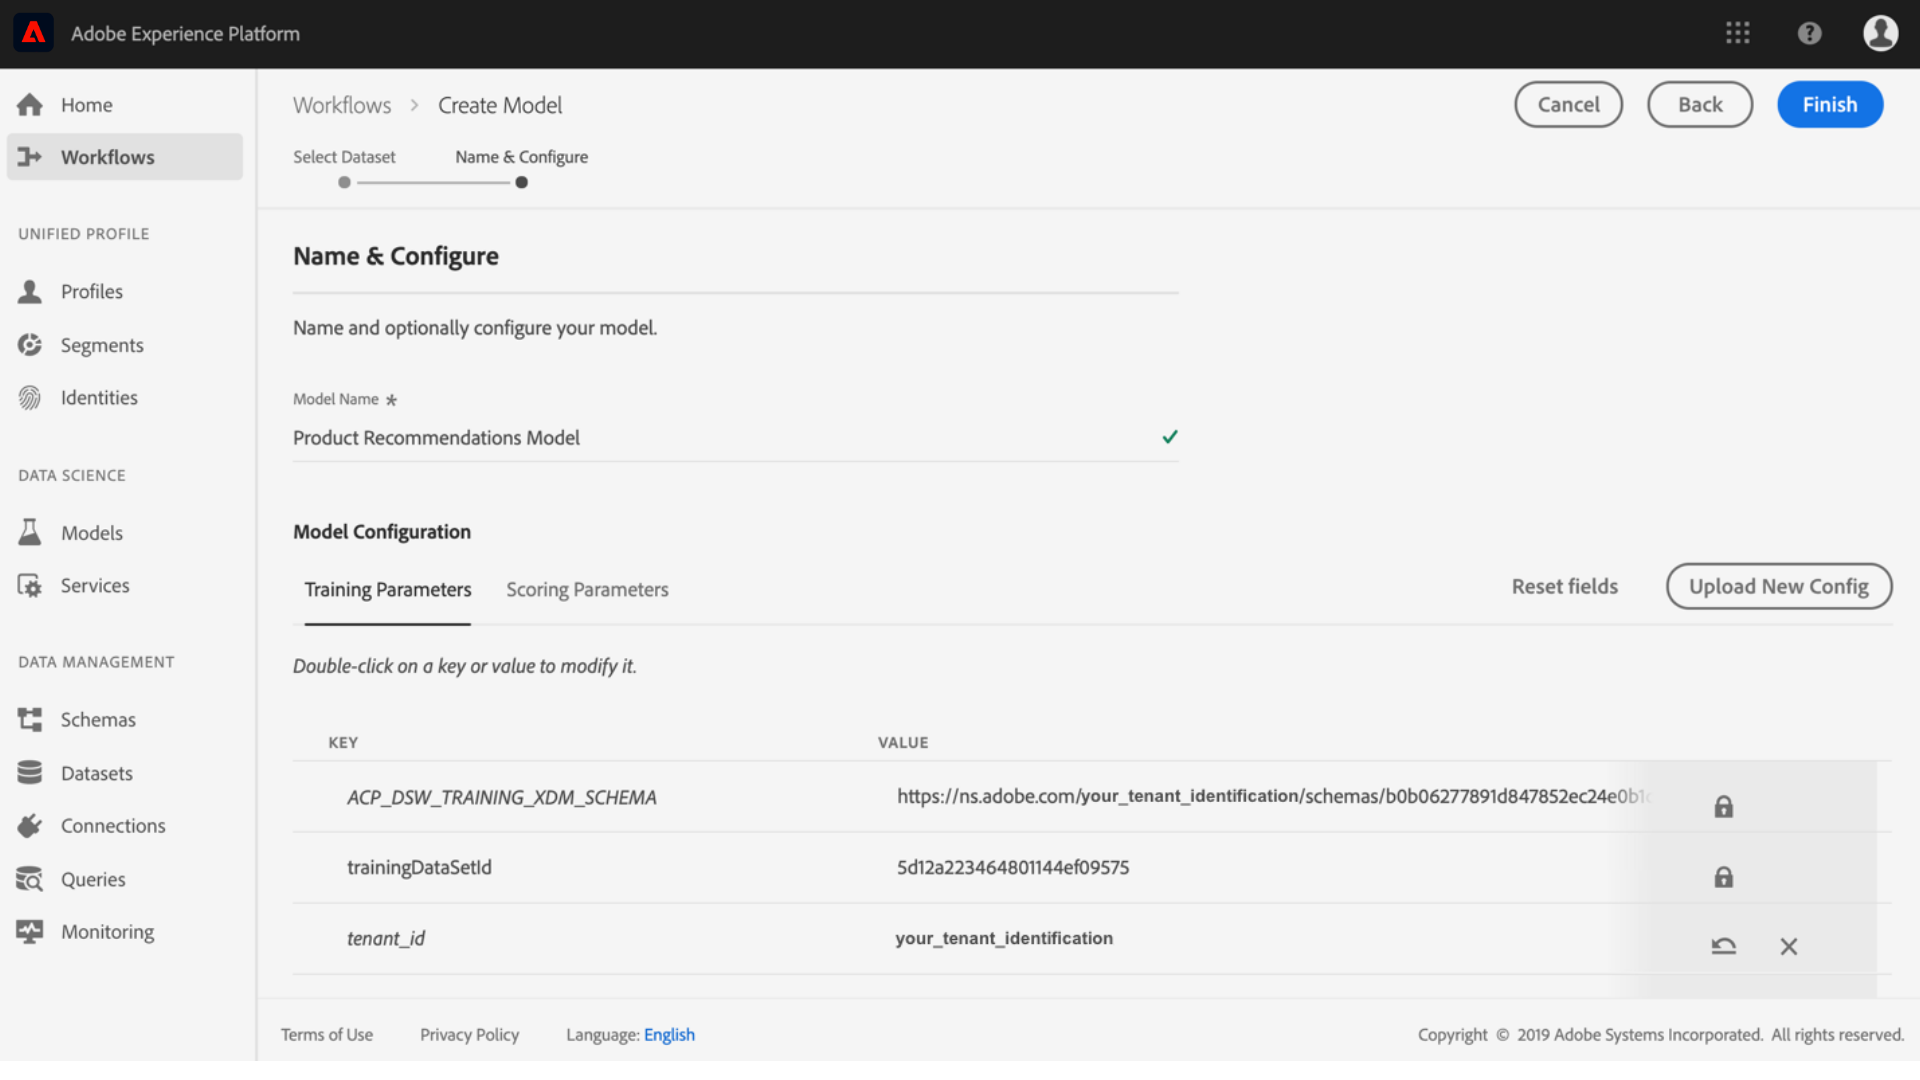 Adobe Experience Platform
Home
Workflows
UNIFIED PROFILE
Profiles
Segments
Identities
DATA SCIENCE
Models
Services
DATA MANAGEMENT
Schemas
Datasets
Connections
Queries
Monitoring
Workflows > Create Model
Cancel
Back
Finish
Select Dataset
Name & Configure
Name & Configure
Name and optionally configure your model.
Model Name *
Product Recommendations Model
Model Configuration
Training Parameters
Scoring Parameters
Reset fields
Upload New Config
Double-click on a key or value to modify it.
KEY
VALUE
ACP_DSW_TRAINING_XDM_SCHEMA
https://ns.adobe.com/your_tenant_identification/schemas/b0b06277891d847852ec24e0b1c
trainingDataSetId
5d12a223464801144ef09575
tenant_id
your_tenant_identification
Terms of Use
Privacy Policy
Language: English
Copyright © 2019 Adobe Systems Incorporated. All rights reserved.